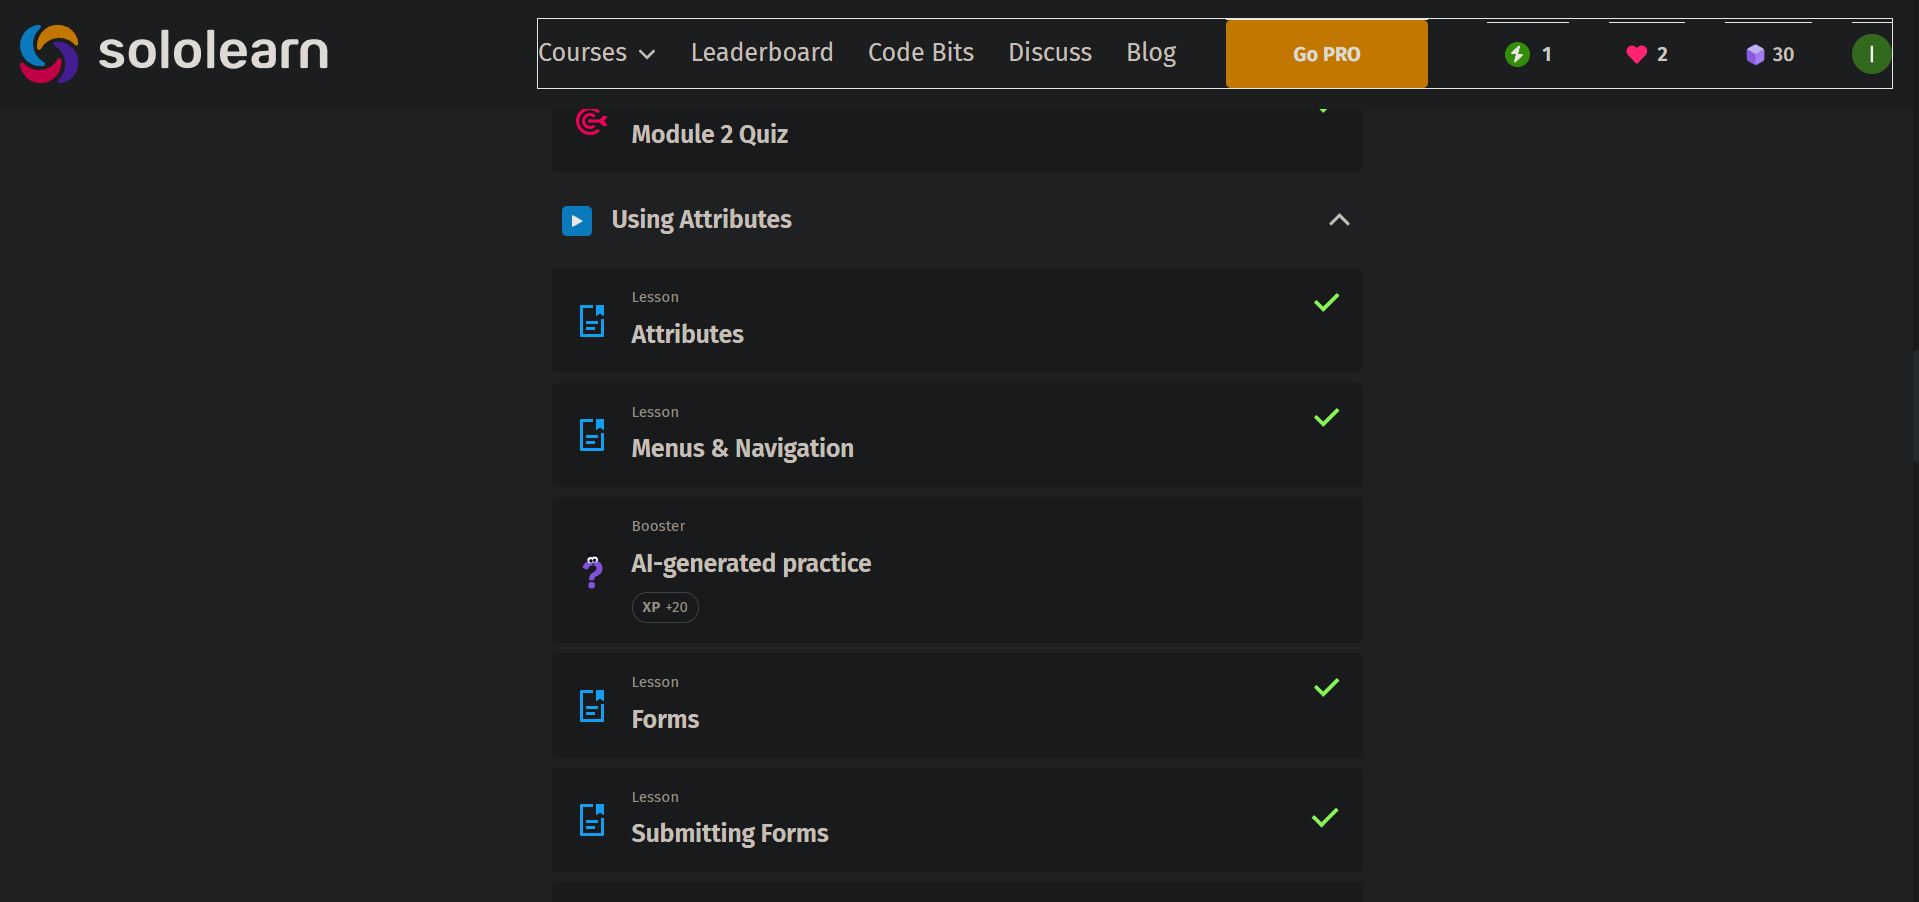 sololearn
Courses Leaderboard Code Bits Discuss Blog Go PRO 1 2 30 I
Module 2 Quiz
Using Attributes
Lesson
Attributes
Lesson
Menus & Navigation
Booster
AI-generated practice
XP +20
Lesson
Forms
Lesson
Submitting Forms